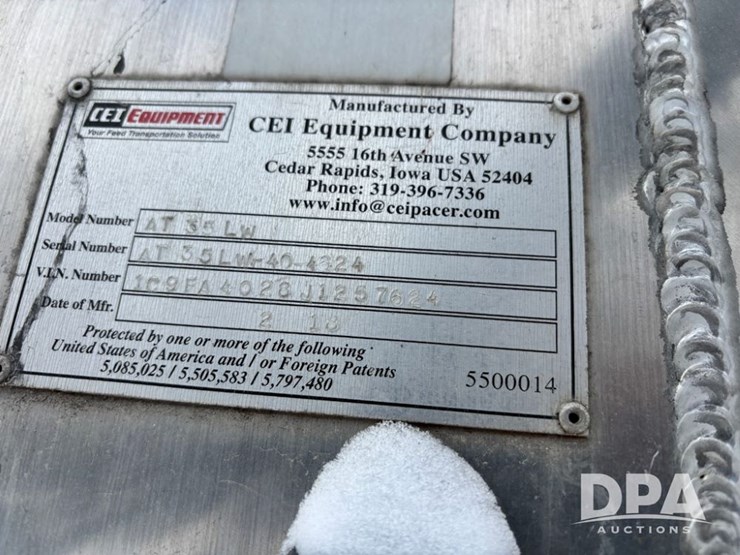 CEI EQUIPMENT
Your Feed Transportation Solution
Manufactured By
CEI Equipment Company
5555 16th Avenue SW
Cedar Rapids, Iowa USA 52404
Phone: 319-396-7336
www.info@ceipacer.com
Model Number AT 35 LW
Serial Number AT 35LW-40-4324
V.I.N. Number 1C9FA4028J1257624
Date of Mfr. 2 18
Protected by one or more of the following
United States of America and / or Foreign Patents
5,085,025 / 5,505,583 / 5,797,480
5500014
DPA
AUCTIONS